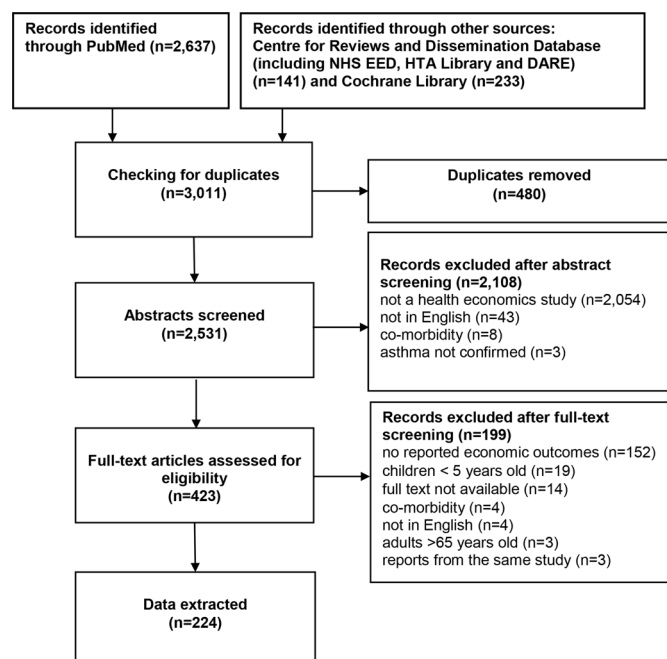 Records identified
through PubMed (n=2,637)
Records identified through other sources:
Centre for Reviews and Dissemination Database
(including NHS EED, HTA Library and DARE)
(n=141) and Cochrane Library (n=233)
Checking for duplicates
(n=3,011)
Duplicates removed
(n=480)
Abstracts screened
(n=2,531)
Records excluded after abstract
screening (n=2,108)
not a health economics study (n=2,054)
not in English (n=43)
co-morbidity (n=8)
asthma not confirmed (n=3)
Full-text articles assessed for
eligibility
(n=423)
Records excluded after full-text
screening (n=199)
no reported economic outcomes (n=152)
children < 5 years old (n=19)
full text not available (n=14)
co-morbidity (n=4)
not in English (n=4)
adults >65 years old (n=3)
reports from the same study (n=3)
Data extracted
(n=224)